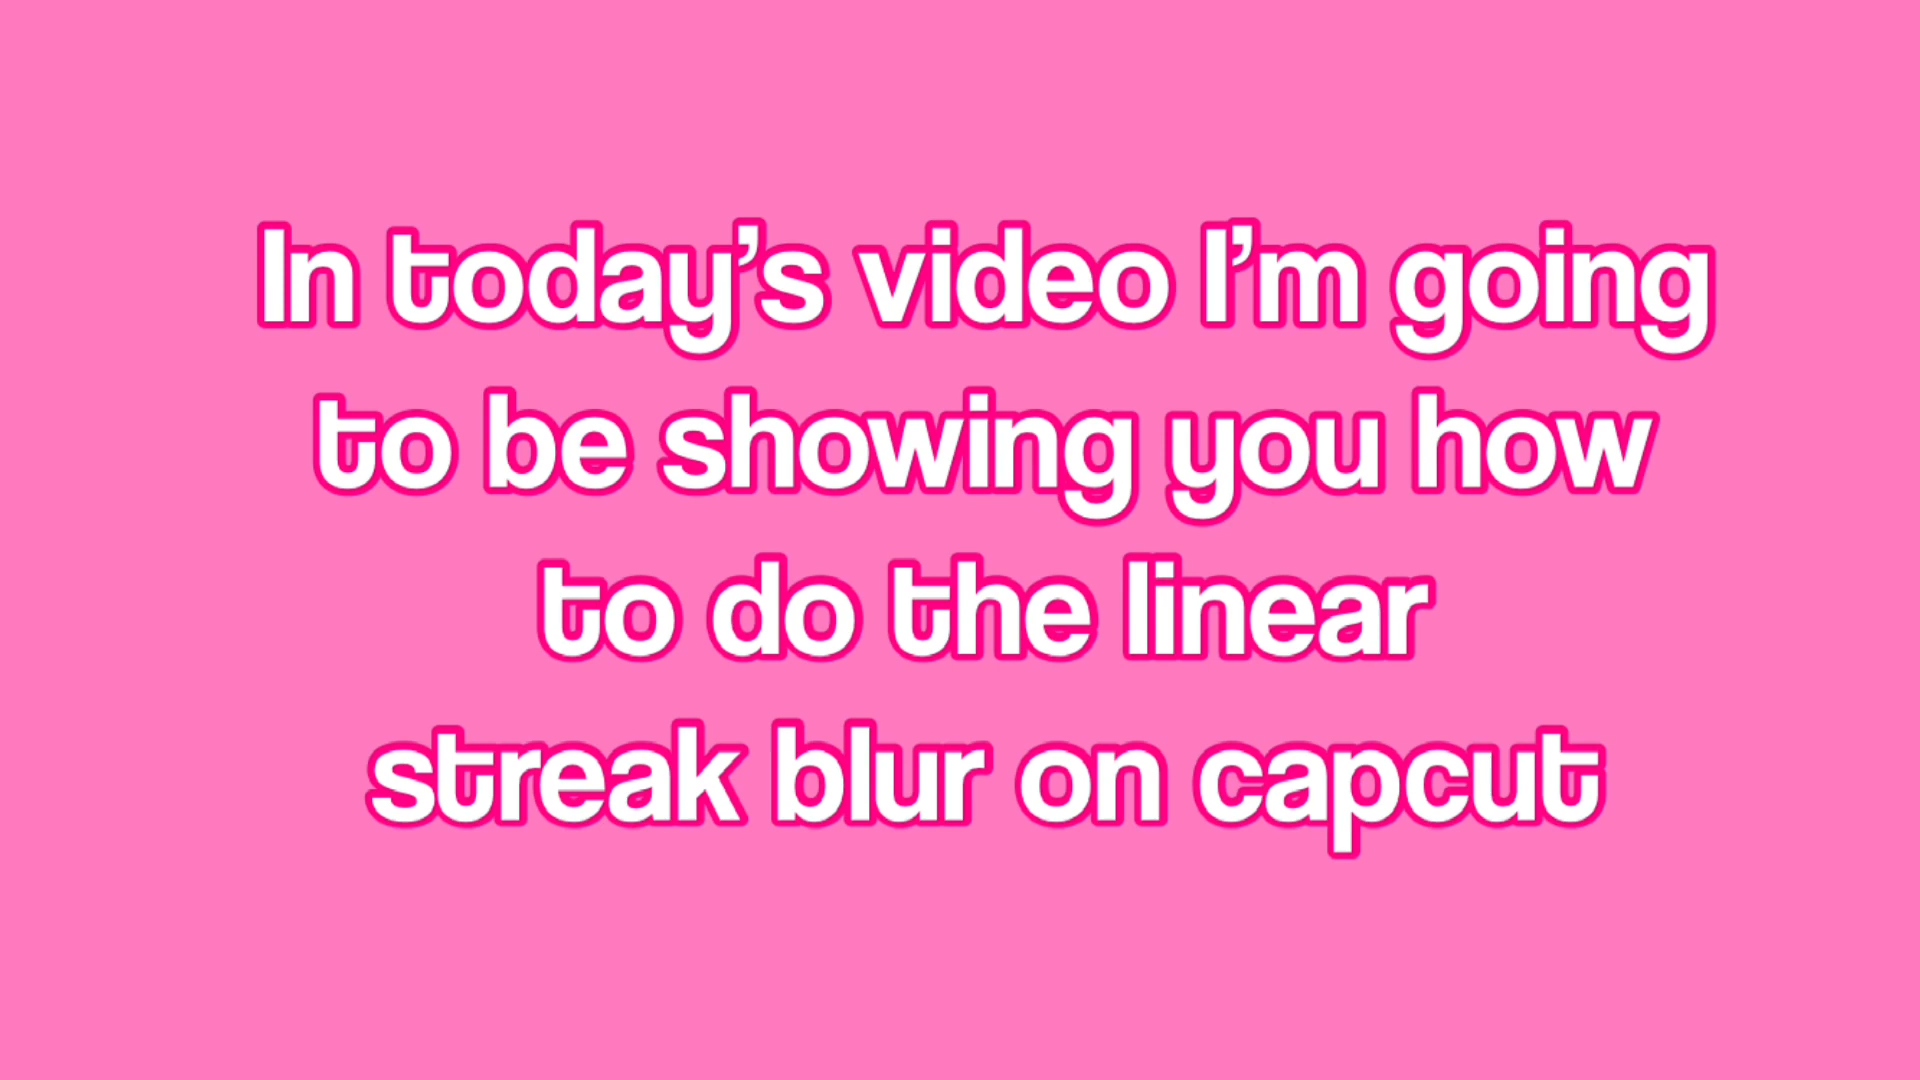 In today’s video I’m going
to be showing you how
to do the linear
streak blur on capcut